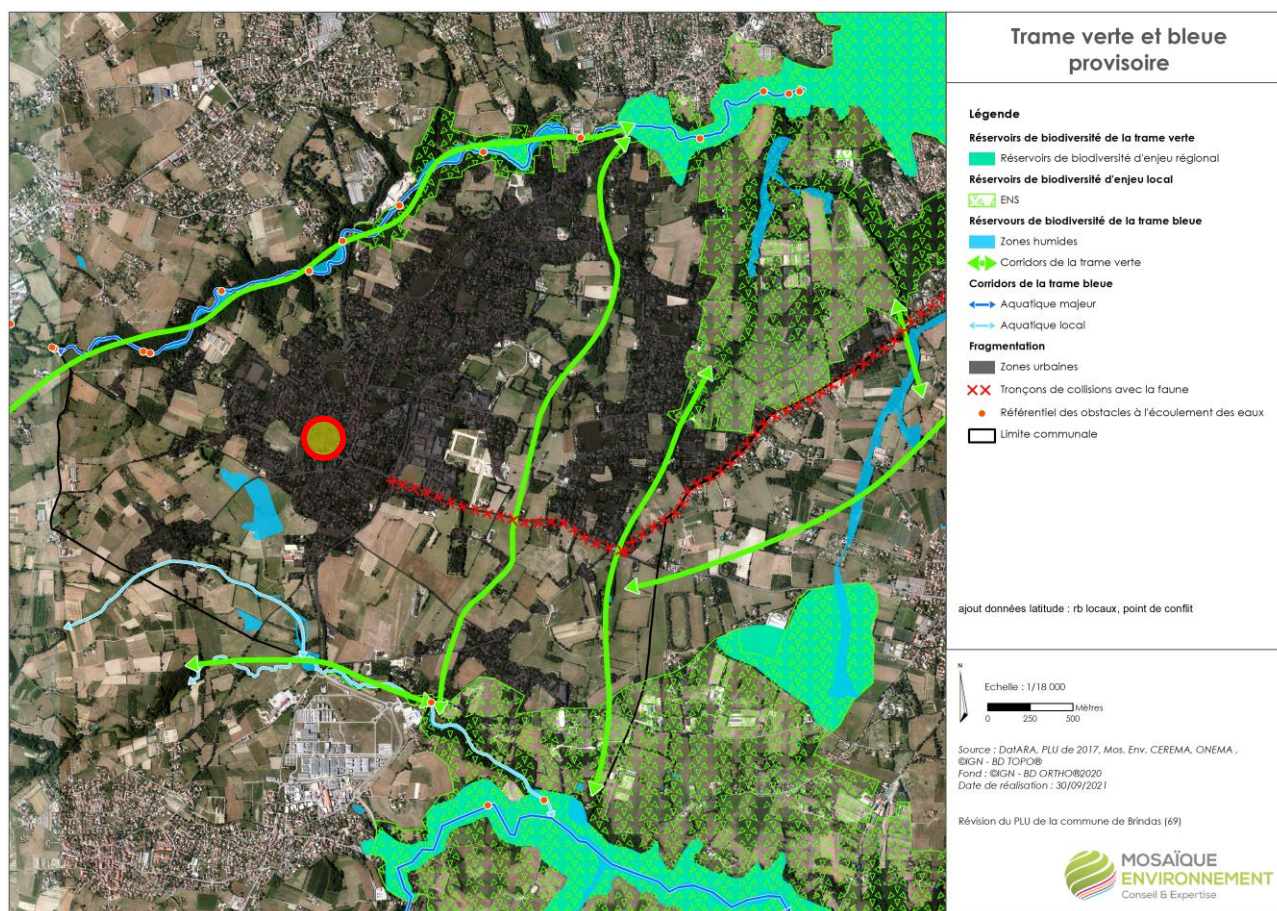 Trame verte et bleue
provisoire
Légende
Réservoirs de biodiversité de la trame verte
Réservoirs de biodiversité d'enjeu régional
Réservoirs de biodiversité d'enjeu local
ENS
Réservours de biodiversité de la trame bleue
Zones humides
Corridors de la trame verte
Corridors de la trame bleue
Aquatique majeur
Aquatique local
Fragmentation
Zones urbaines
Tronçons de collisions avec la faune
Référentiel des obstacles à l'écoulement des eaux
Limite communale
ajout données latitude : rb locaux, point de conflit
N
Echelle : 1/18 000
Mètres
0 250 500
Source : DatARA, PLU de 2017, Mos. Env. CEREMA, ONEMA ,
©IGN - BD TOPO®
Fond : ©IGN - BD ORTHO®2020
Date de réalisation : 30/09/2021
Révision du PLU de la commune de Brindas (69)
MOSAÏQUE
ENVIRONNEMENT
Conseil & Expertise